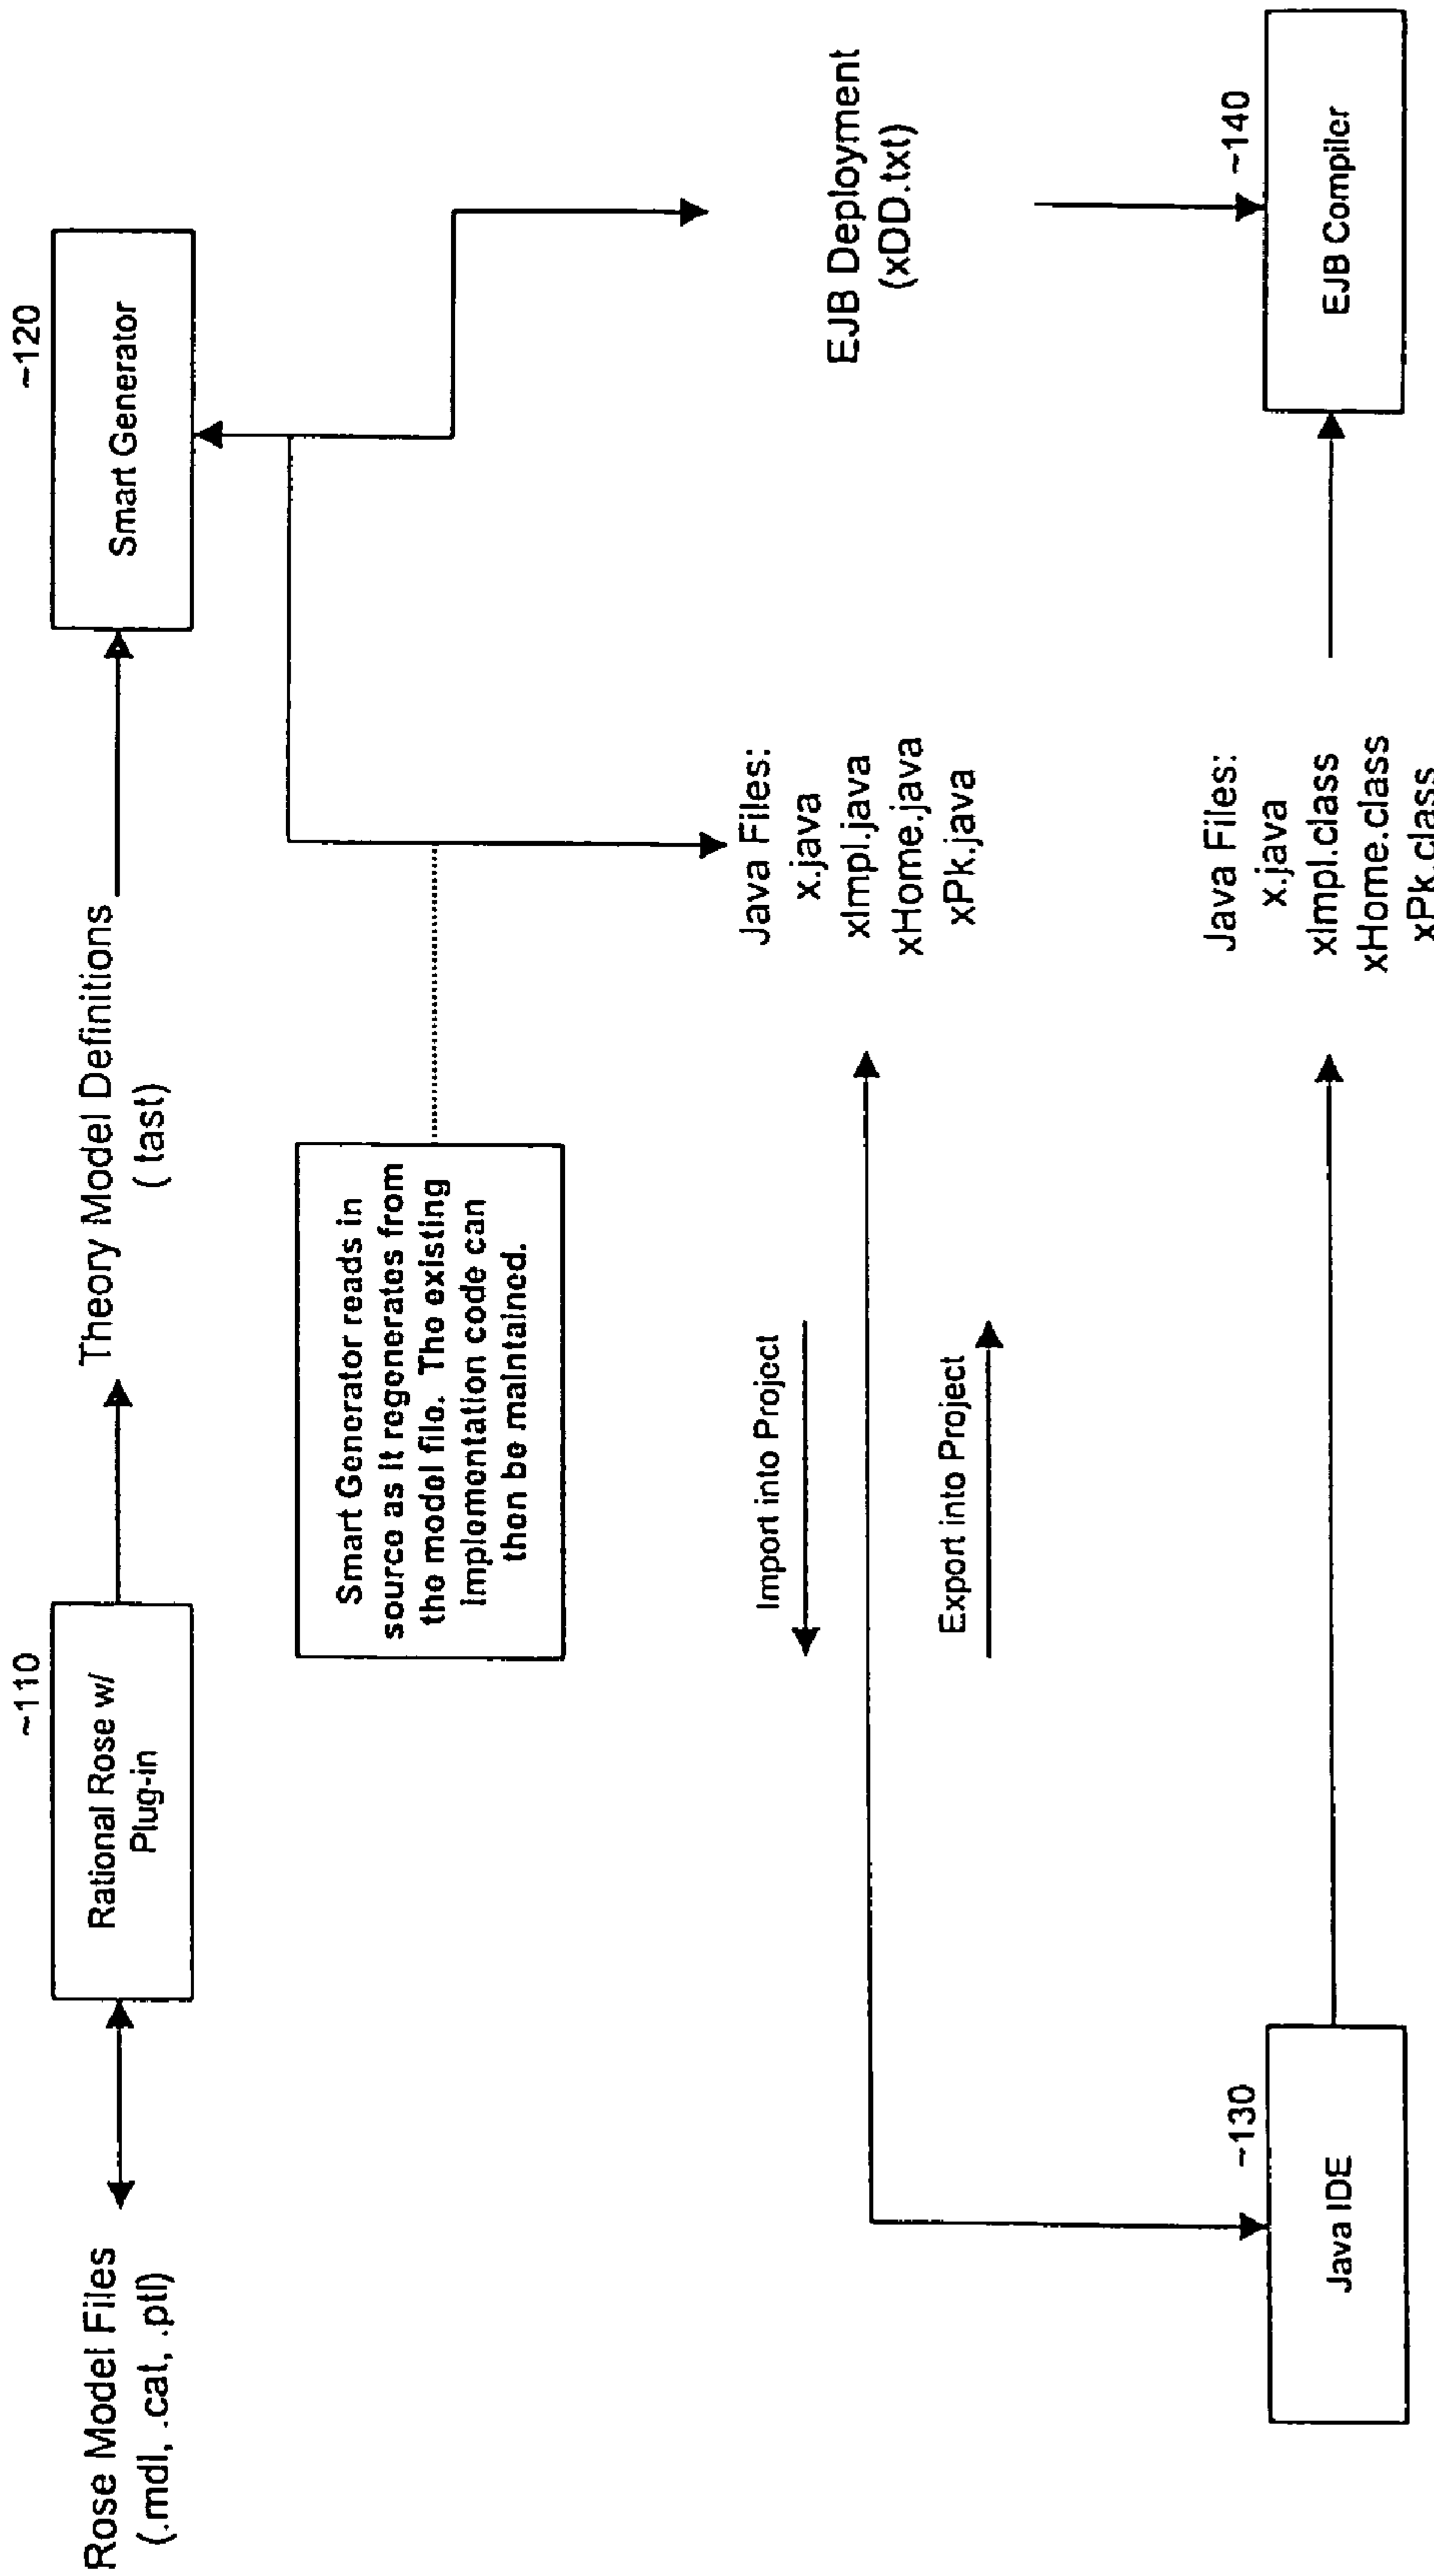 Rose Model Files
(.mdl, .cat, .ptl)
~110
Rational Rose w/
Plug-in
Theory Model Definitions
( tast)
~120
Smart Generator
Smart Generator reads in
source as it regenerates from
the model file. The existing
implementation code can
then be maintained.
Java Files:
x.java
xImpl.java
xHome.java
xPk.java
EJB Deployment
(xDD.txt)
Import into Project
Export into Project
~130
Java IDE
Java Files:
x.java
xImpl.class
xHome.class
xPk.class
~140
EJB Compiler